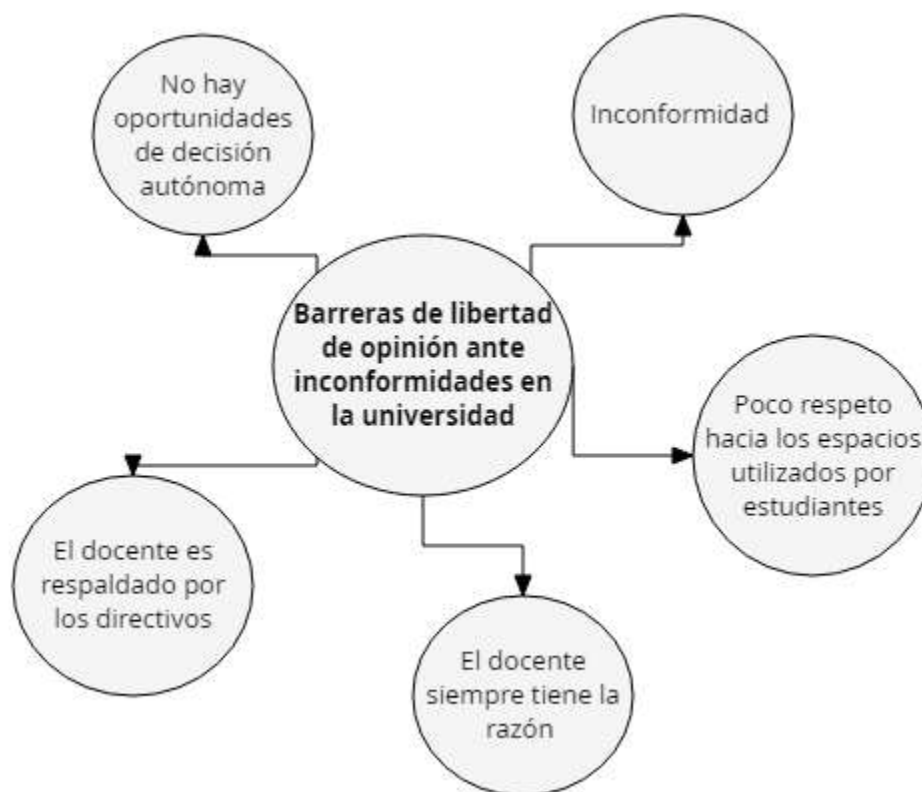 No hay
oportunidades
de decisión
autónoma
Inconformidad
Barreras de libertad
de opinión ante
inconformidades en
la universidad
Poco respeto
hacia los espacios
utilizados por
estudiantes
El docente es
respaldado por
los directivos
El docente
siempre tiene la
razón